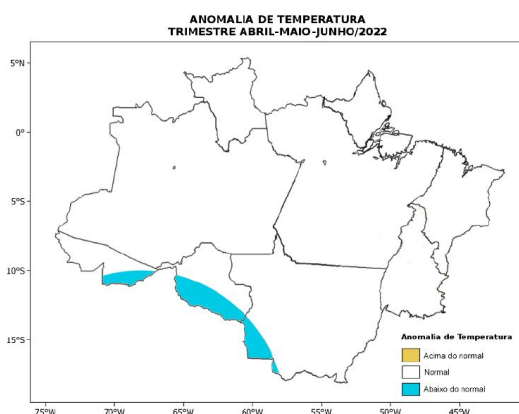 ANOMALIA DE TEMPERATURA
TRIMESTRE ABRIL-MAIO-JUNHO/2022
5°N
0°
5°S
10°S
15°S
Anomalia de Temperatura
Acima do normal
Normal
Abaixo do normal
75°W
70°W
65°W
60°W
55°W
50°W
45°W